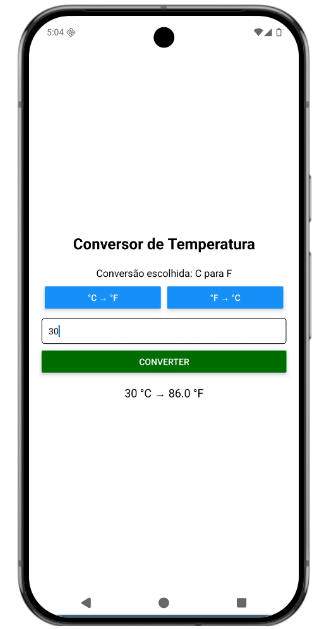 5:04
Conversor de Temperatura
Conversão escolhida: C para F
°C → °F
°F → °C
30
CONVERTER
30 °C → 86.0 °F